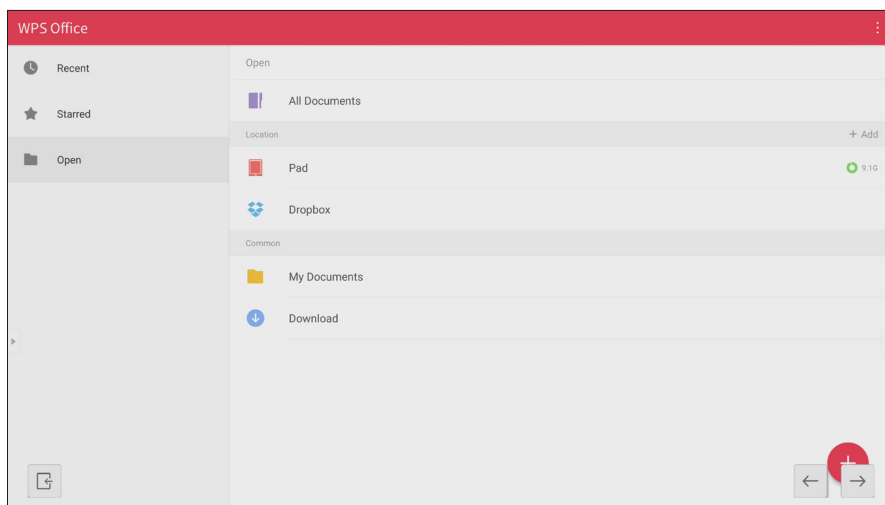 WPS Office
Recent
Starred
Open
Open
All Documents
Location
+ Add
Pad
9.1G
Dropbox
Common
My Documents
Download